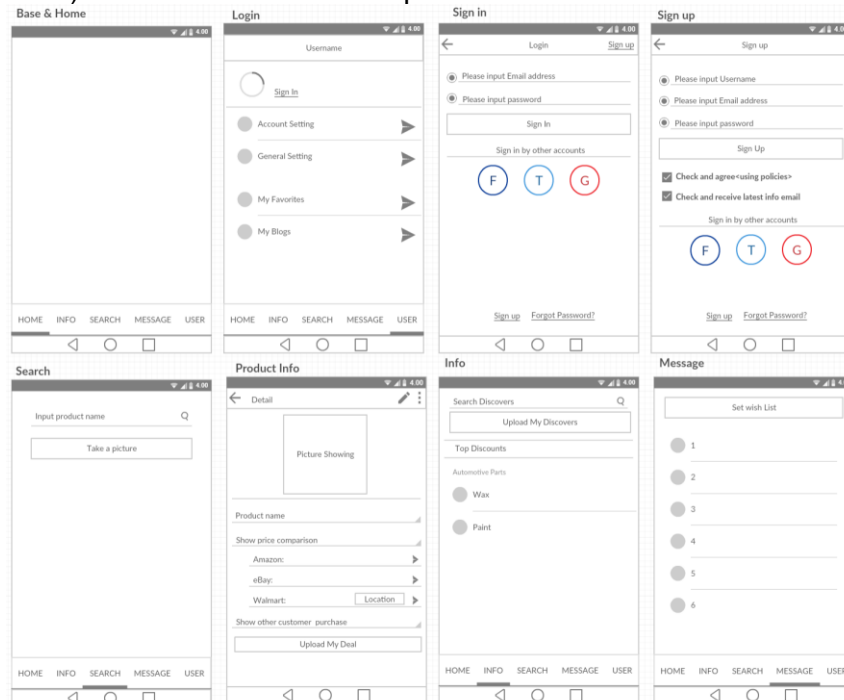 Base & Home
4.00
HOME INFO SEARCH MESSAGE USER
Login
4.00
Username
Sign In
Account Setting
General Setting
My Favorites
My Blogs
HOME INFO SEARCH MESSAGE USER
Sign in
4.00
Login Sign up
Please input Email address
Please input password
Sign In
Sign in by other accounts
F T G
Sign up Forgot Password?
Sign up
Sign up
Please input Username
Please input Email address
Please input password
Sign Up
Check and agree<using policies>
Check and receive latest info email
Sign in by other accounts
F T G
Sign up Forgot Password?
Search
4.00
Input product name
Take a picture
HOME INFO SEARCH MESSAGE USER
Product Info
4.00
Detail
Picture Showing
Product name
Show price comparison
Amazon:
eBay:
Walmart: Location
Show other customer purchase
Upload My Deal
Info
4.00
Search Discovers
Upload My Discovers
Top Discounts
Automotive Parts
Wax
Paint
HOME INFO SEARCH MESSAGE USER
Message
Set wish List
1
2
3
4
5
6
HOME INFO SEARCH MESSAGE USER